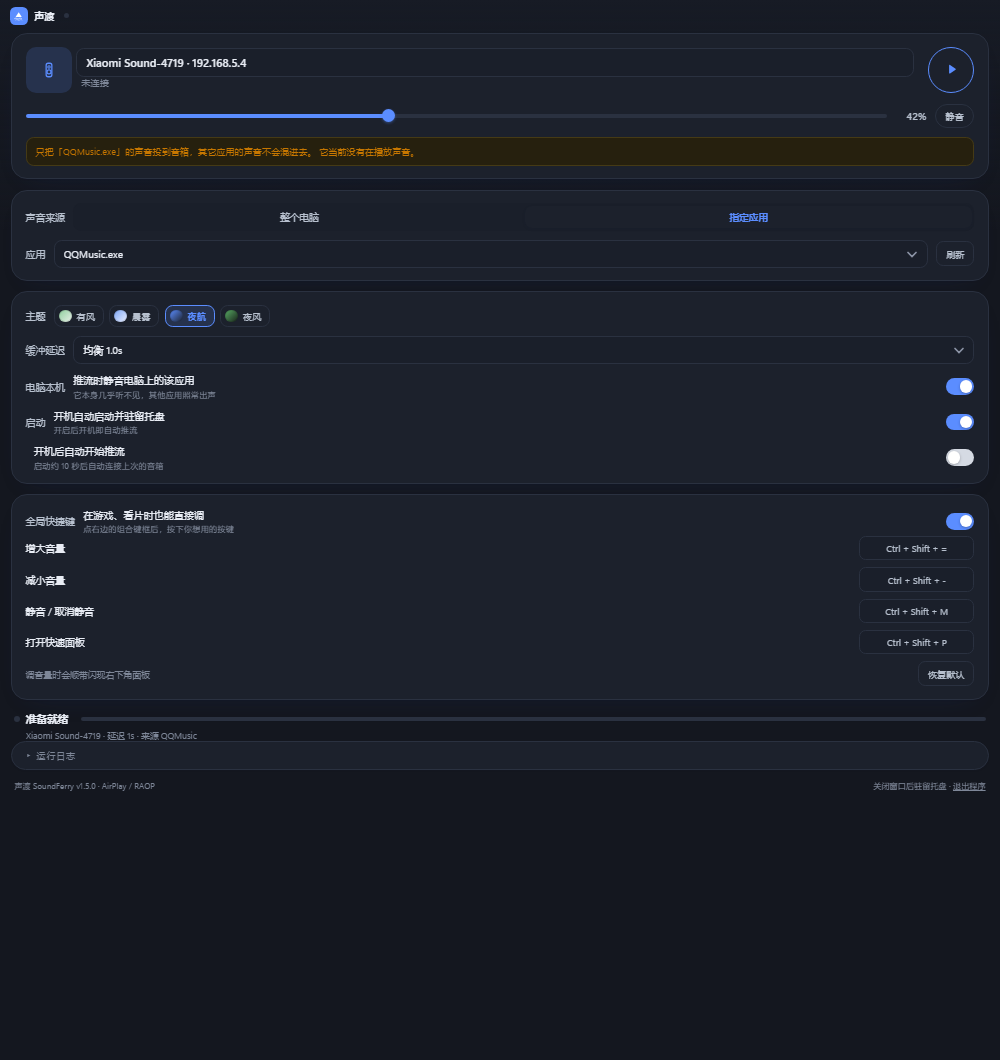 声渡
Xiaomi Sound-4719 · 192.168.5.4
未连接
42% 静音
只把「QQMusic.exe」的声音投到音箱，其它应用的声音不会混进去。 它当前没有在播放声音。
声音来源 整个电脑 指定应用
应用 QQMusic.exe 刷新
主题 有风 晨雾 夜航 夜风
缓冲延迟 均衡 1.0s
电脑本机 推流时静音电脑上的该应用
它本身几乎听不见，其他应用照常出声
启动 开机自动启动并驻留托盘
开启后开机即自动推流
开机后自动开始推流
启动约 10 秒后自动连接上次的音箱
全局快捷键 在游戏、看片时也能直接调
点右边的组合键框后，按下你想用的按键
增大音量 Ctrl + Shift + =
减小音量 Ctrl + Shift + -
静音 / 取消静音 Ctrl + Shift + M
打开快速面板 Ctrl + Shift + P
调音量时会顺带闪现右下角面板 恢复默认
准备就绪
Xiaomi Sound-4719 · 延迟 1s · 来源 QQMusic
‣ 运行日志
声渡 SoundFerry v1.5.0 · AirPlay / RAOP 关闭窗口后驻留托盘 · 退出程序